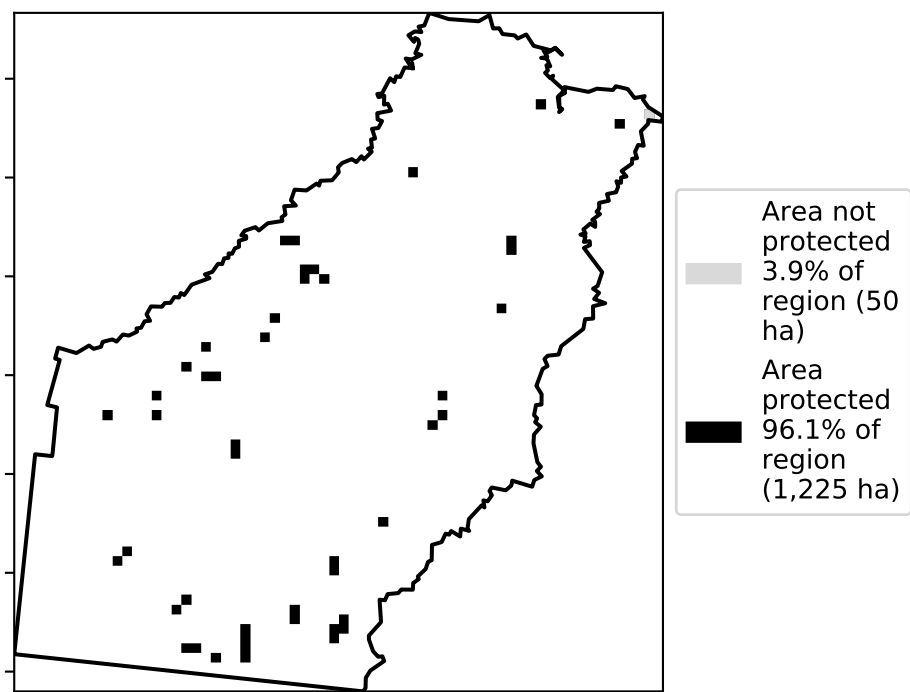 Area not
protected
3.9% of
region (50
ha)
Area
protected
96.1% of
region
(1,225 ha)